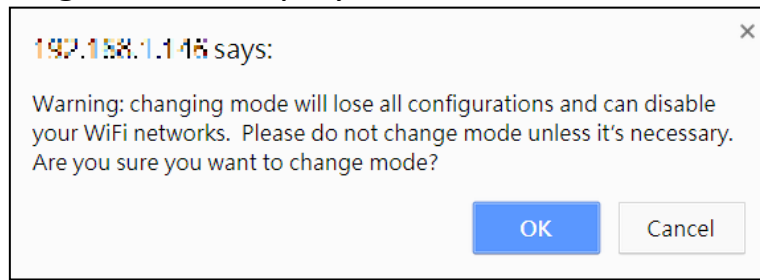 says:
×
Warning: changing mode will lose all configurations and can disable
your WiFi networks. Please do not change mode unless it's necessary.
Are you sure you want to change mode?
OK Cancel